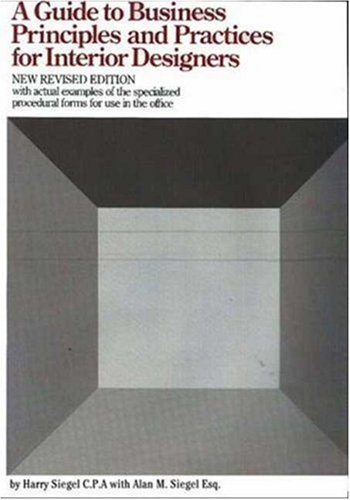 A Guide to Business
Principles and Practices
for Interior Designers
NEW REVISED EDITION
with actual examples of the specialized
procedural forms for use in the office
by Harry Siegel C.P.A with Alan M. Siegel Esq.